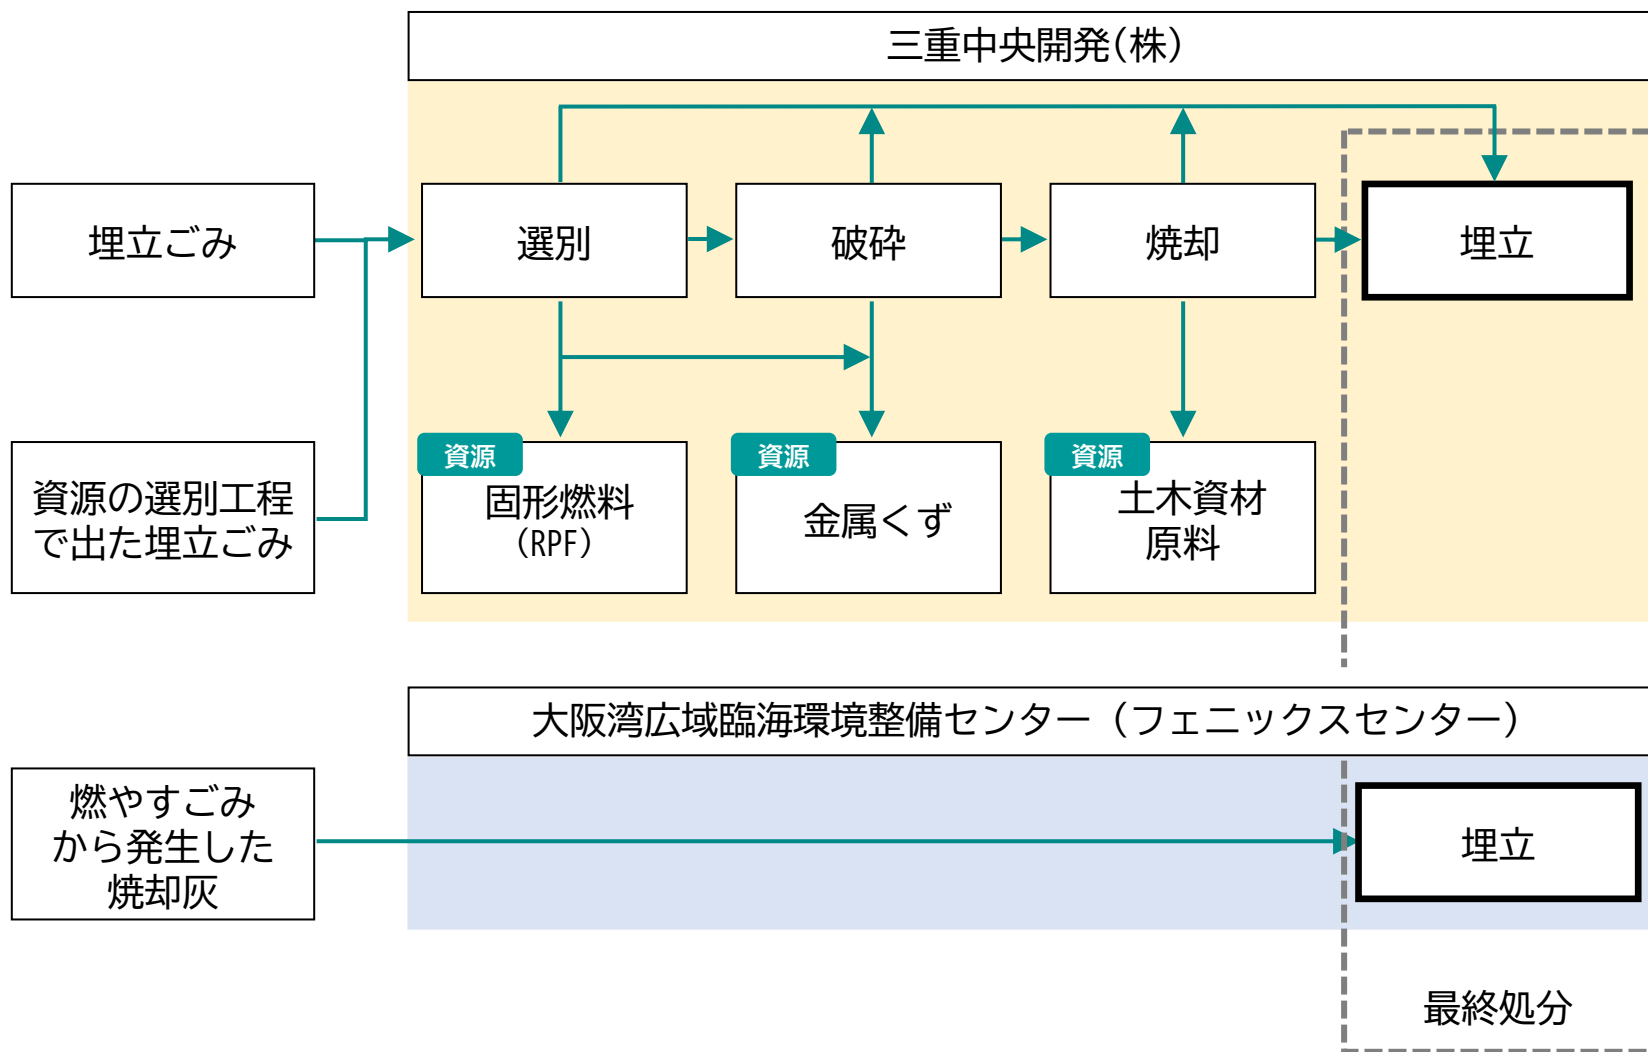 三重中央開発(株)
埋立ごみ
選別
破砕
焼却
埋立
資源の選別工程
で出た埋立ごみ
資源
固形燃料
(RPF)
資源
金属くず
資源
土木資材
原料
大阪湾広域臨海環境整備センター（フェニックスセンター）
燃やすごみ
から発生した
焼却灰
埋立
最終処分